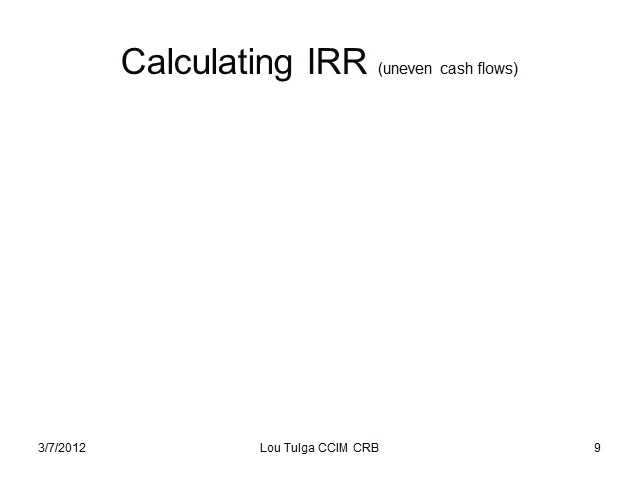 Calculating IRR (uneven cash flows)
3/7/2012 Lou Tulga CCIM CRB 9